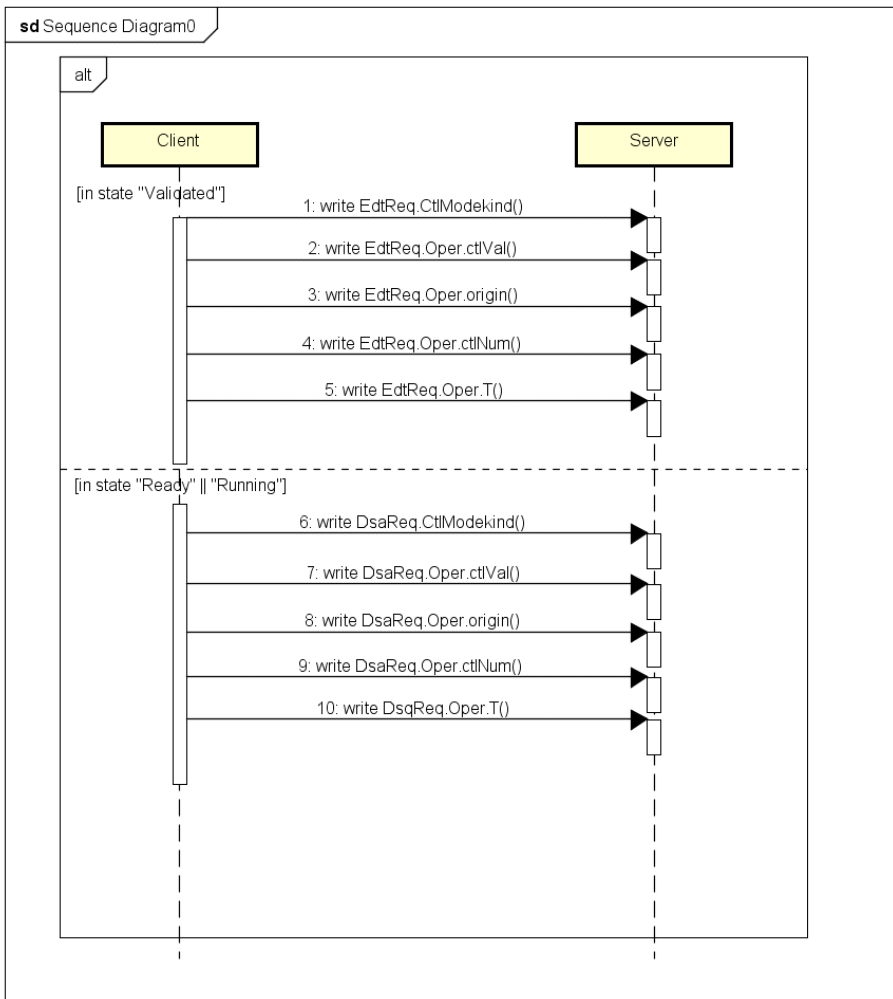 sd Sequence Diagram0
alt
Client
Server
[in state "Validated"]
1: write EdtReq.CtlModekind()
2: write EdtReq.Oper.ctlVal()
3: write EdtReq.Oper.origin()
4: write EdtReq.Oper.ctlNum()
5: write EdtReq.Oper.T()
[in state "Ready" || "Running"]
6: write DsaReq.CtlModekind()
7: write DsaReq.Oper.ctlVal()
8: write DsaReq.Oper.origin()
9: write DsaReq.Oper.ctlNum()
10: write DsqReq.Oper.T()